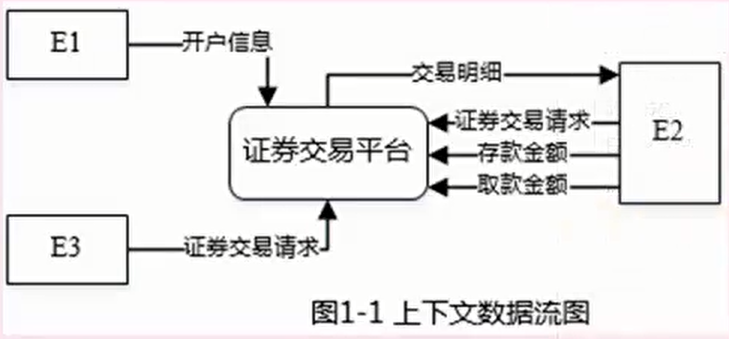 E1
开户信息
交易明细
证券交易请求
E2
证券交易平台
存款金额
取款金额
E3
证券交易请求
图1-1 上下文数据流图